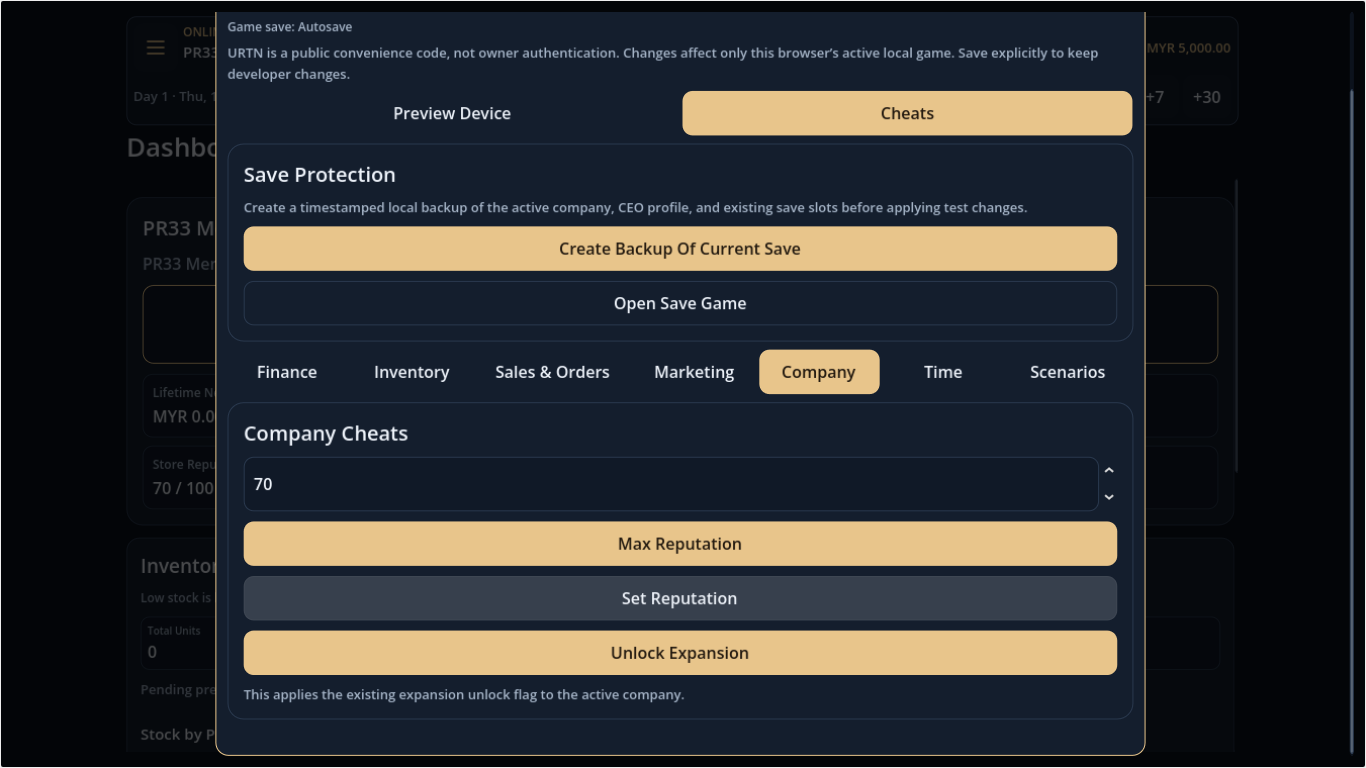 Game save: Autosave
URTN is a public convenience code, not owner authentication. Changes affect only this browser's active local game. Save explicitly to keep
developer changes.
ONLI
PR33
MYR 5,000.00
Day 1 · Thu, 1
+7
+30
Preview Device
Cheats
Dashbo
Save Protection
Create a timestamped local backup of the active company, CEO profile, and existing save slots before applying test changes.
Create Backup Of Current Save
Open Save Game
PR33 M
PR33 Mer
Finance
Inventory
Sales & Orders
Marketing
Company
Time
Scenarios
Lifetime N
MYR 0.0
Company Cheats
70
Store Repu
70 / 100
Max Reputation
Set Reputation
Unlock Expansion
This applies the existing expansion unlock flag to the active company.
Inventor
Low stock is
Total Units
0
Pending pre
Stock by P